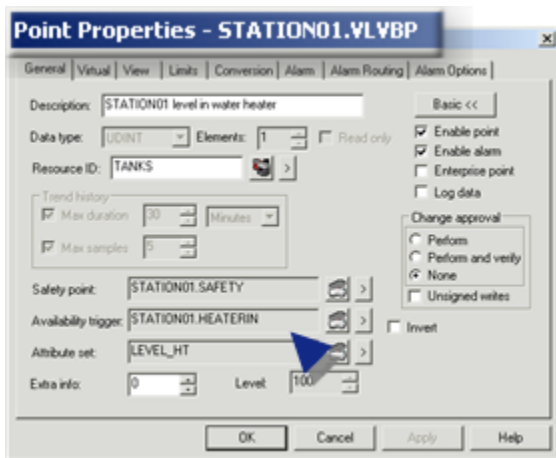 Point Properties - STATION01.VLVBP
General Virtual View Limits Conversion Alarm Alarm Routing Alarm Options
Description: STATION01 level in water heater Basic <<
Data type: UDINT Elements: 1 Read only Enable point
Enable alarm
Resource ID: TANKS > Enterprise point
Log data
Trend history
Max duration 30 Minutes Change approval
Max samples 5 Perform
Perform and verify
None
Safety point: STATION01.SAFETY > Unsigned writes
Availability trigger: STATION01.HEATERIN > Invert
Attribute set: LEVEL_HT >
Extra info: 0 Level: 100
OK Cancel Apply Help